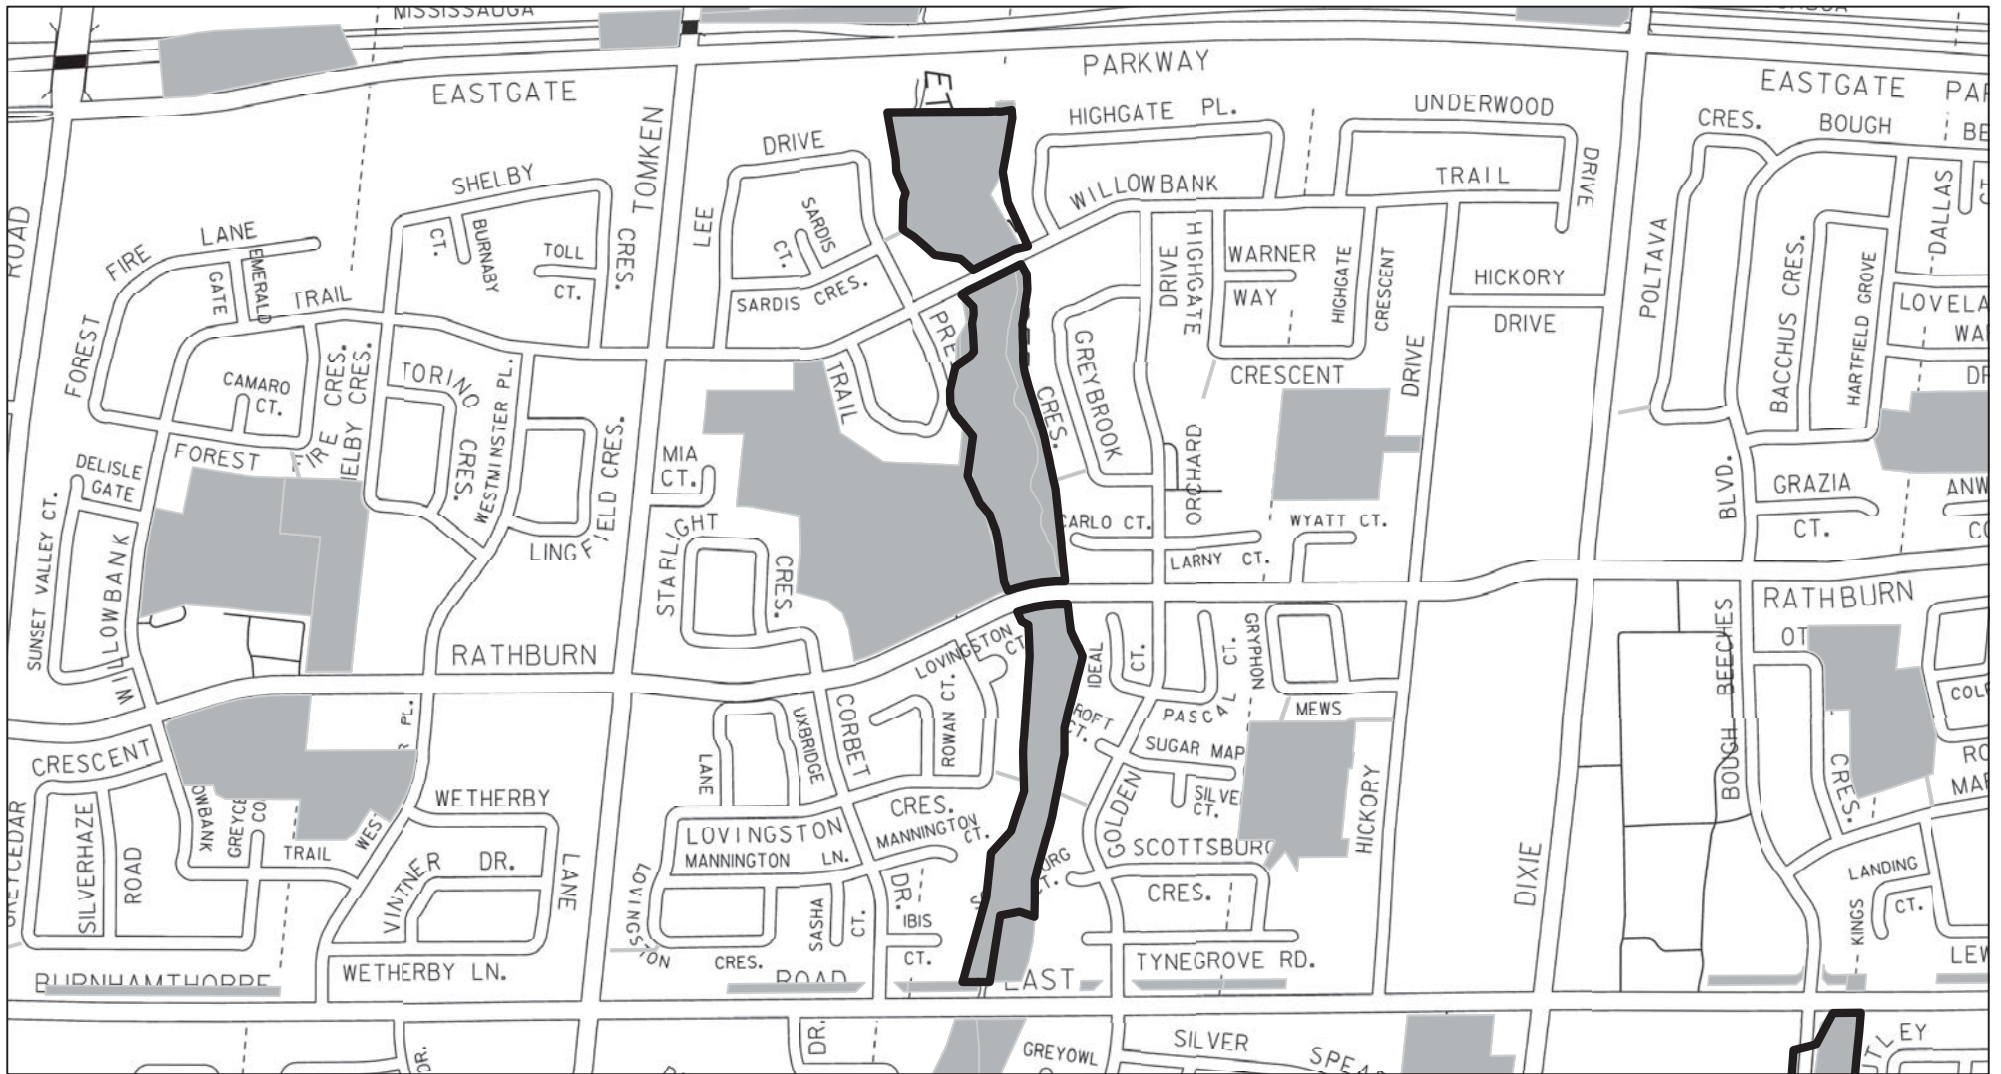 MISSISSAUGA
EASTGATE
PARKWAY
EASTGATE
HIGHGATE PL.
UNDERWOOD
DRIVE
CRES.
BOUGH
TOMKEN
DRIVE
LEE
SARDIS
CT.
SARDIS CRES.
SHELBY
CRES.
BURNABY
CT.
TOLL
CT.
ROAD
FIRE
LANE
EMERALD
GATE
TRAIL
FOREST
CAMARO
CT.
FIRE CRES.
FOREST
CRES.
TORINO
CRES.
WESTMINSTER PL.
LINGFIELD CRES.
DELISLE
GATE
SUNSET VALLEY CT.
WILLOWBANK
WILLOWBANK
TRAIL
DRIVE
HIGHGATE
WARNER
WAY
HIGHGATE
CRESCENT
CRESCENT
HICKORY
DRIVE
DRIVE
POLTAVA
BACCHUS CRES.
HARTFIELD GROVE
DALLAS
TRAIL
GREYBROOK
CRES.
MIA
CT.
STARLIGHT
CRES.
CARLO CT.
ORCHARD
LARNY CT.
WYATT CT.
BLVD.
GRAZIA
CT.
RATHBURN
RATHBURN
LOVINGSTON
ROWAN CT.
IDEAL
CT.
CT.
PASCAL
GRYPHON
MEWS
BOUGH BEECHES
CRES.
CRESCENT
PL.
LANE
UXBRIDGE
CORBET
SUGAR
GOLDEN
CT.
HICKORY
SILVERHAZE
ROAD
TRAIL
WETHERBY
VINTNER DR.
LANE
WETHERBY LN.
LOVINGSTON
CRES.
MANNINGTON
CT.
MANNINGTON LN.
LOVINGSTON
CRES.
SASHA
CT.
DR.
IBIS
CT.
SCOTTSBURG
CRES.
TYNEGROVE RD.
DIXIE
LANDING
CT.
KINGS
BURNHAMTHORPE
ROAD
EAST
DR.
DR.
GREYOWL
SILVER